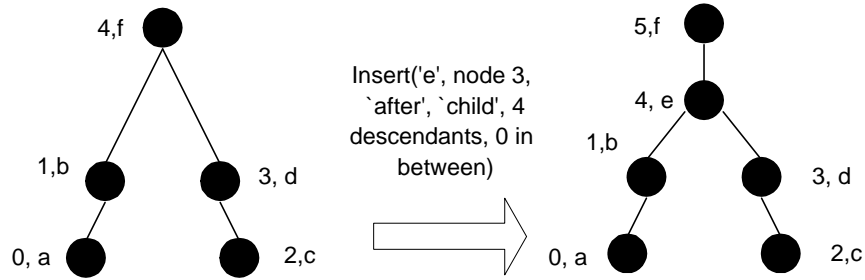 4,f
1,b
3, d
0, a
2,c
Insert('e', node 3,
`after', `child', 4
descendants, 0 in
between)
5,f
4, e
1,b
3, d
0, a
2,c